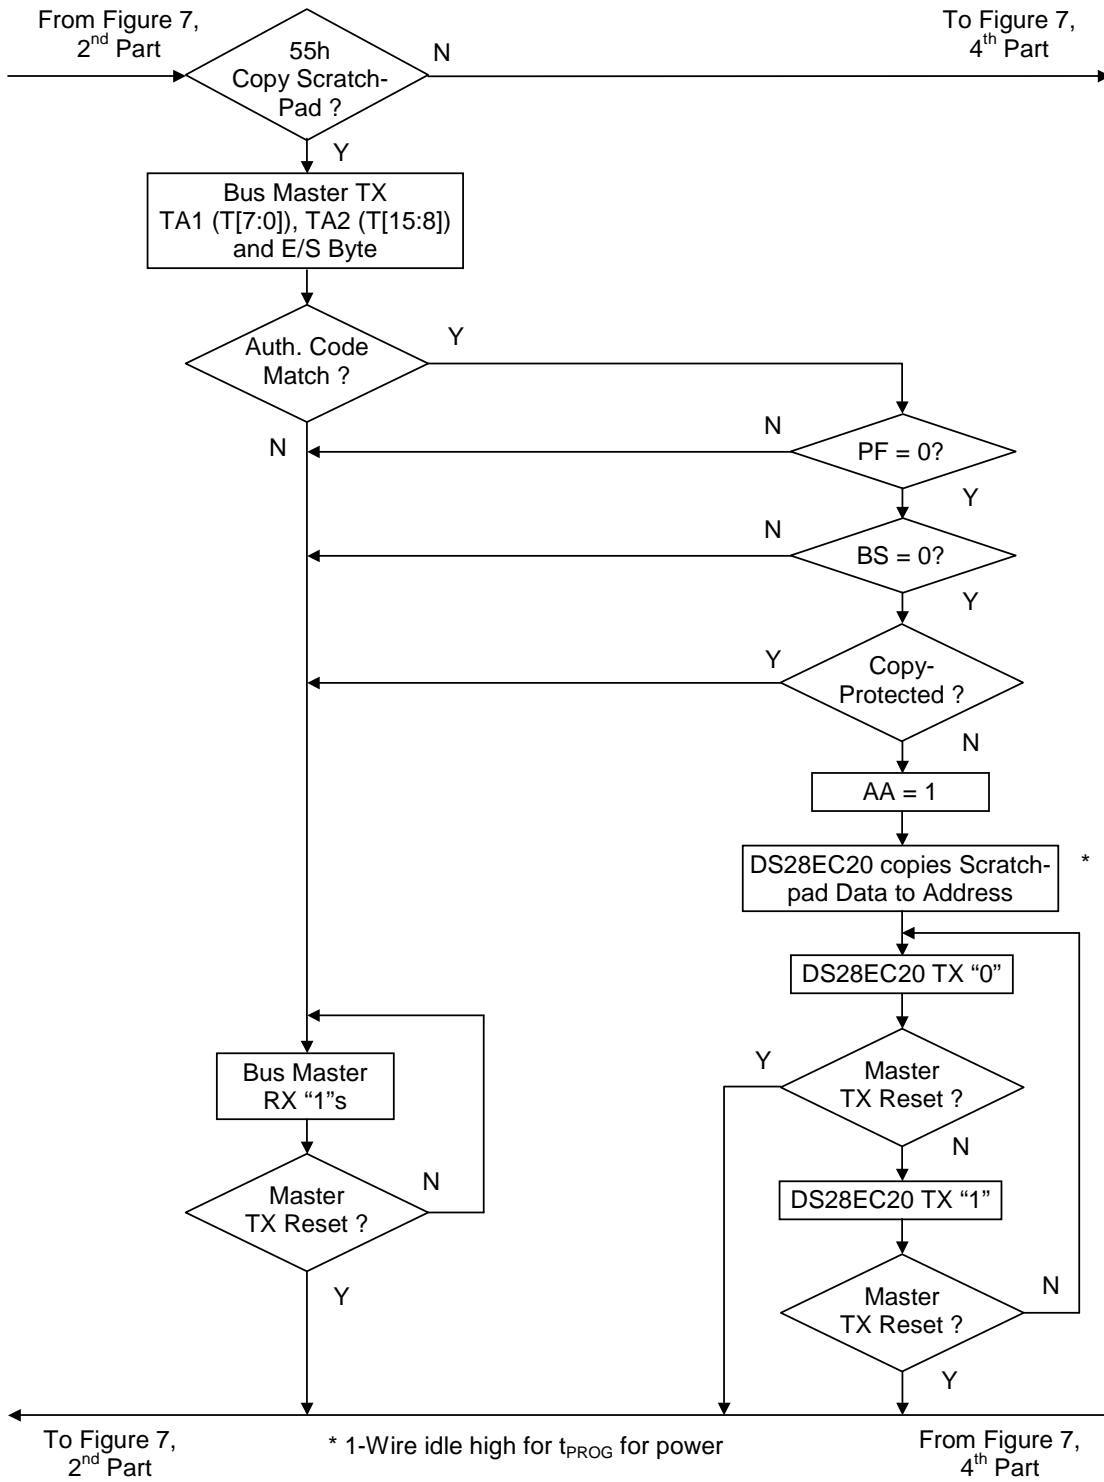 From Figure 7,
2nd Part
To Figure 7,
4th Part
55h
Copy Scratch-
Pad ?
N
Y
Bus Master TX
TA1 (T[7:0]), TA2 (T[15:8])
and E/S Byte
Auth. Code
Match ?
Y
N
N
PF = 0?
Y
N
BS = 0?
Y
Y
Copy-
Protected ?
N
AA = 1
DS28EC20 copies Scratch-
pad Data to Address
*
DS28EC20 TX “0”
Y
Master
TX Reset ?
N
Bus Master
RX “1”s
DS28EC20 TX “1”
Master
TX Reset ?
N
Y
Master
TX Reset ?
N
Y
To Figure 7,
2nd Part
* 1-Wire idle high for tPROG for power
From Figure 7,
4th Part